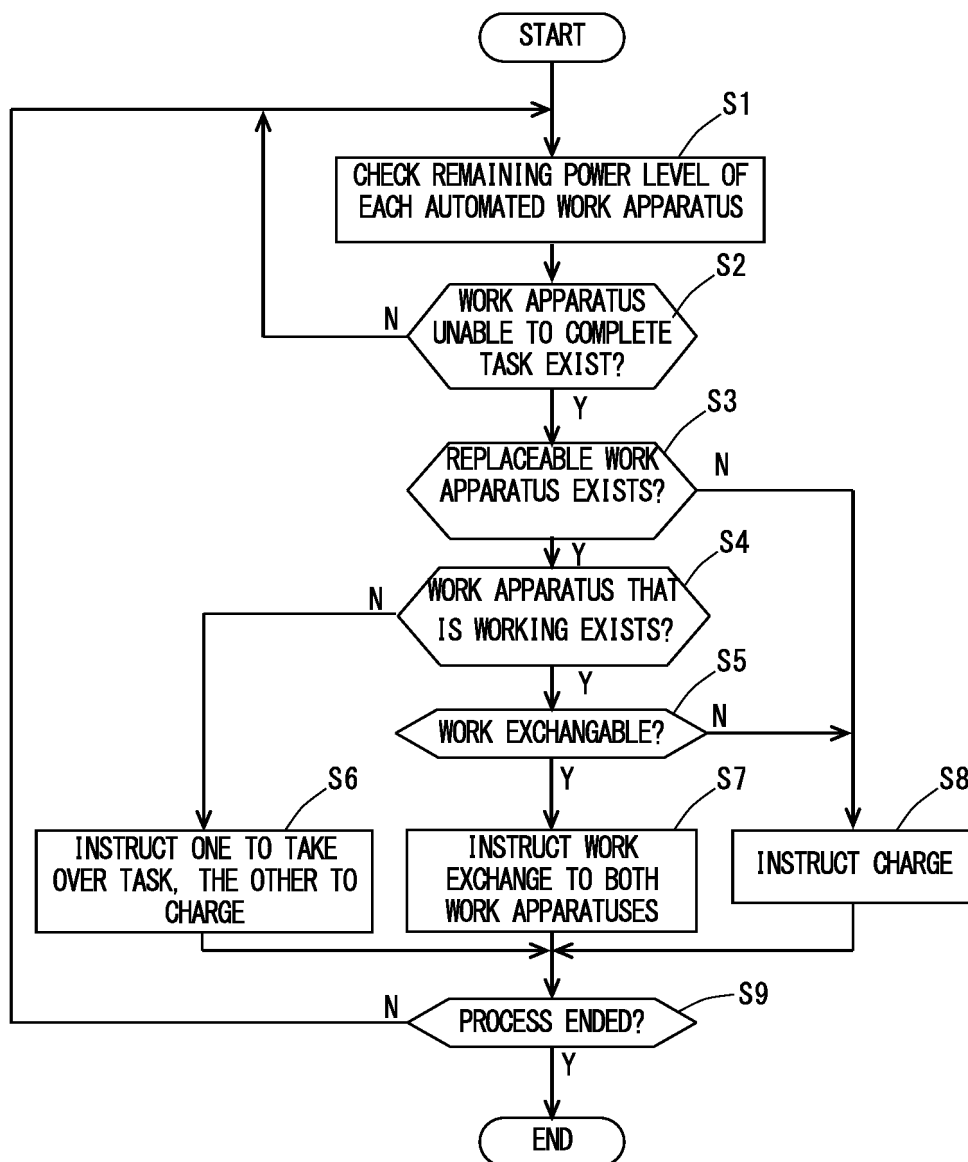 START
S1
CHECK REMAINING POWER LEVEL OF
EACH AUTOMATED WORK APPARATUS
S2
WORK APPARATUS
UNABLE TO COMPLETE
TASK EXIST?
N
Y
S3
REPLACEABLE WORK
APPARATUS EXISTS?
N
Y
S4
WORK APPARATUS THAT
IS WORKING EXISTS?
N
Y
S5
WORK EXCHANGABLE?
N
Y
S6
INSTRUCT ONE TO TAKE
OVER TASK, THE OTHER TO
CHARGE
S7
INSTRUCT WORK
EXCHANGE TO BOTH
WORK APPARATUSES
S8
INSTRUCT CHARGE
S9
PROCESS ENDED?
N
Y
END